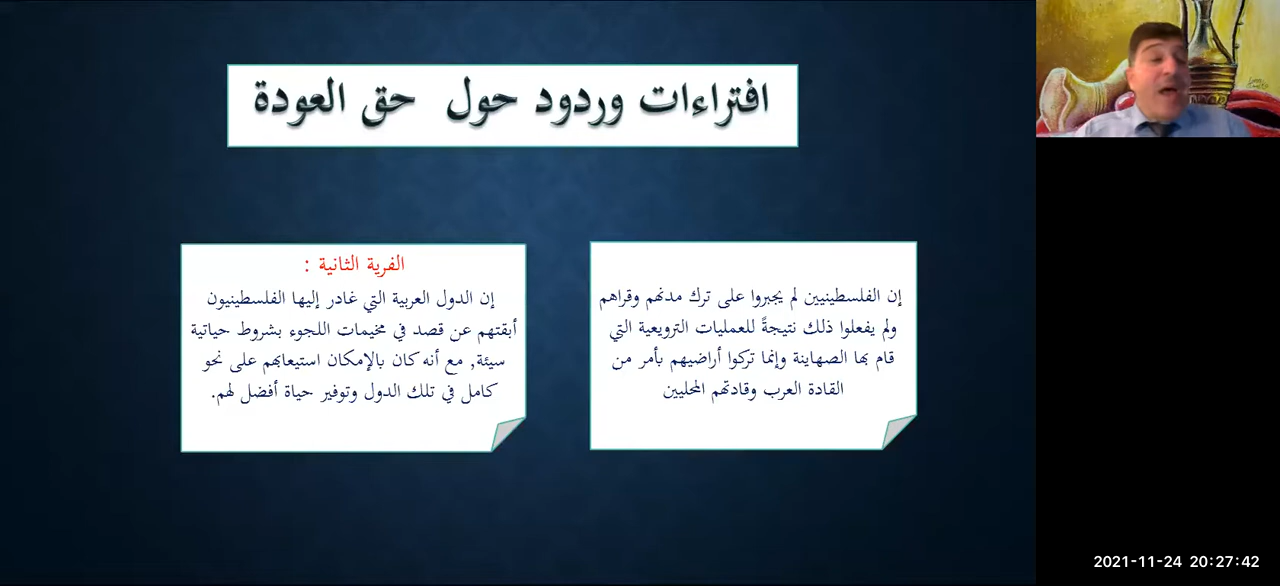 افتراءات وردود حول حق العودة
إن الفلسطينيين لم يجبروا على ترك مدنهم وقراهم
ولم يفعلوا ذلك نتيجةً للعمليات الترويعية التي
قام بها الصهاينة وإنما تركوا أراضيهم بأمر من
القادة العرب وقادتهم المحليين
الفرية الثانية :
إن الدول العربية التي غادر إليها الفلسطينيون
أبقتهم عن قصد في مخيمات اللجوء بشروط حياتية
سيئة, مع أنه كان بالإمكان استيعابهم على نحو
كامل في تلك الدول وتوفير حياة أفضل لهم.
2021-11-24 20:27:42